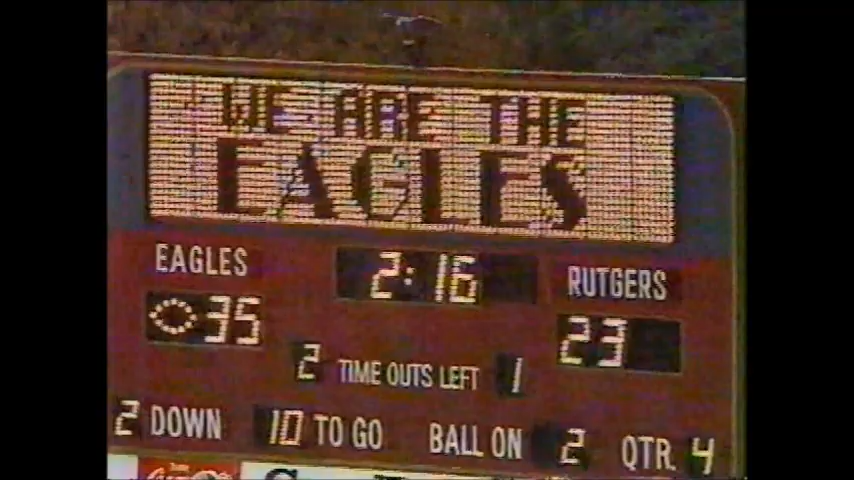 WE ARE THE
EAGLES
EAGLES 2:16 RUTGERS
35 23
2 TIME OUTS LEFT 1
2 DOWN 10 TO GO BALL ON 2 QTR. 4